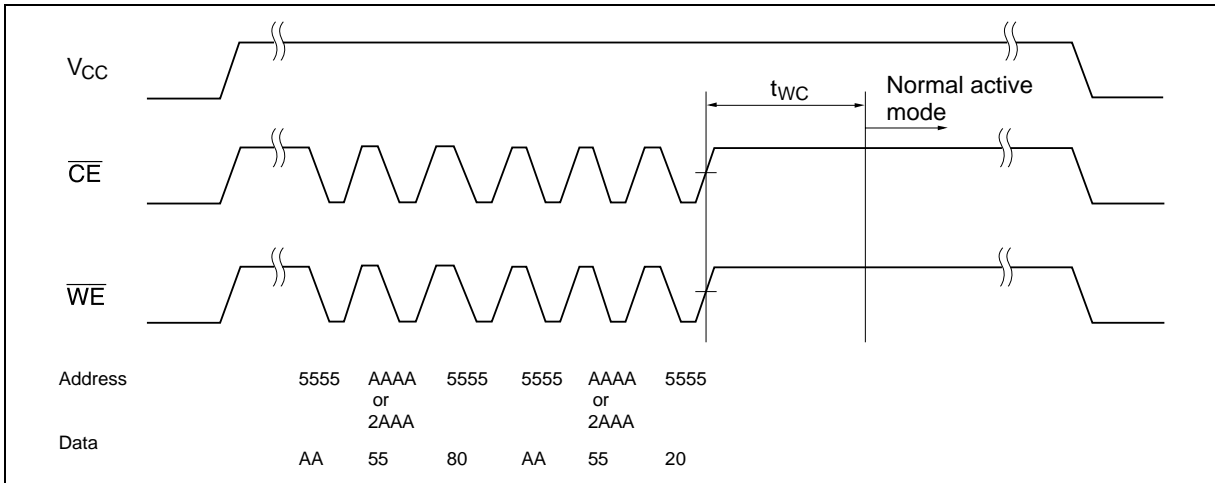 VCC
tWC
Normal active
mode
CE
WE
Address 5555 AAAA 5555 5555 AAAA 5555
or or
2AAA 2AAA
Data
AA 55 80 AA 55 20